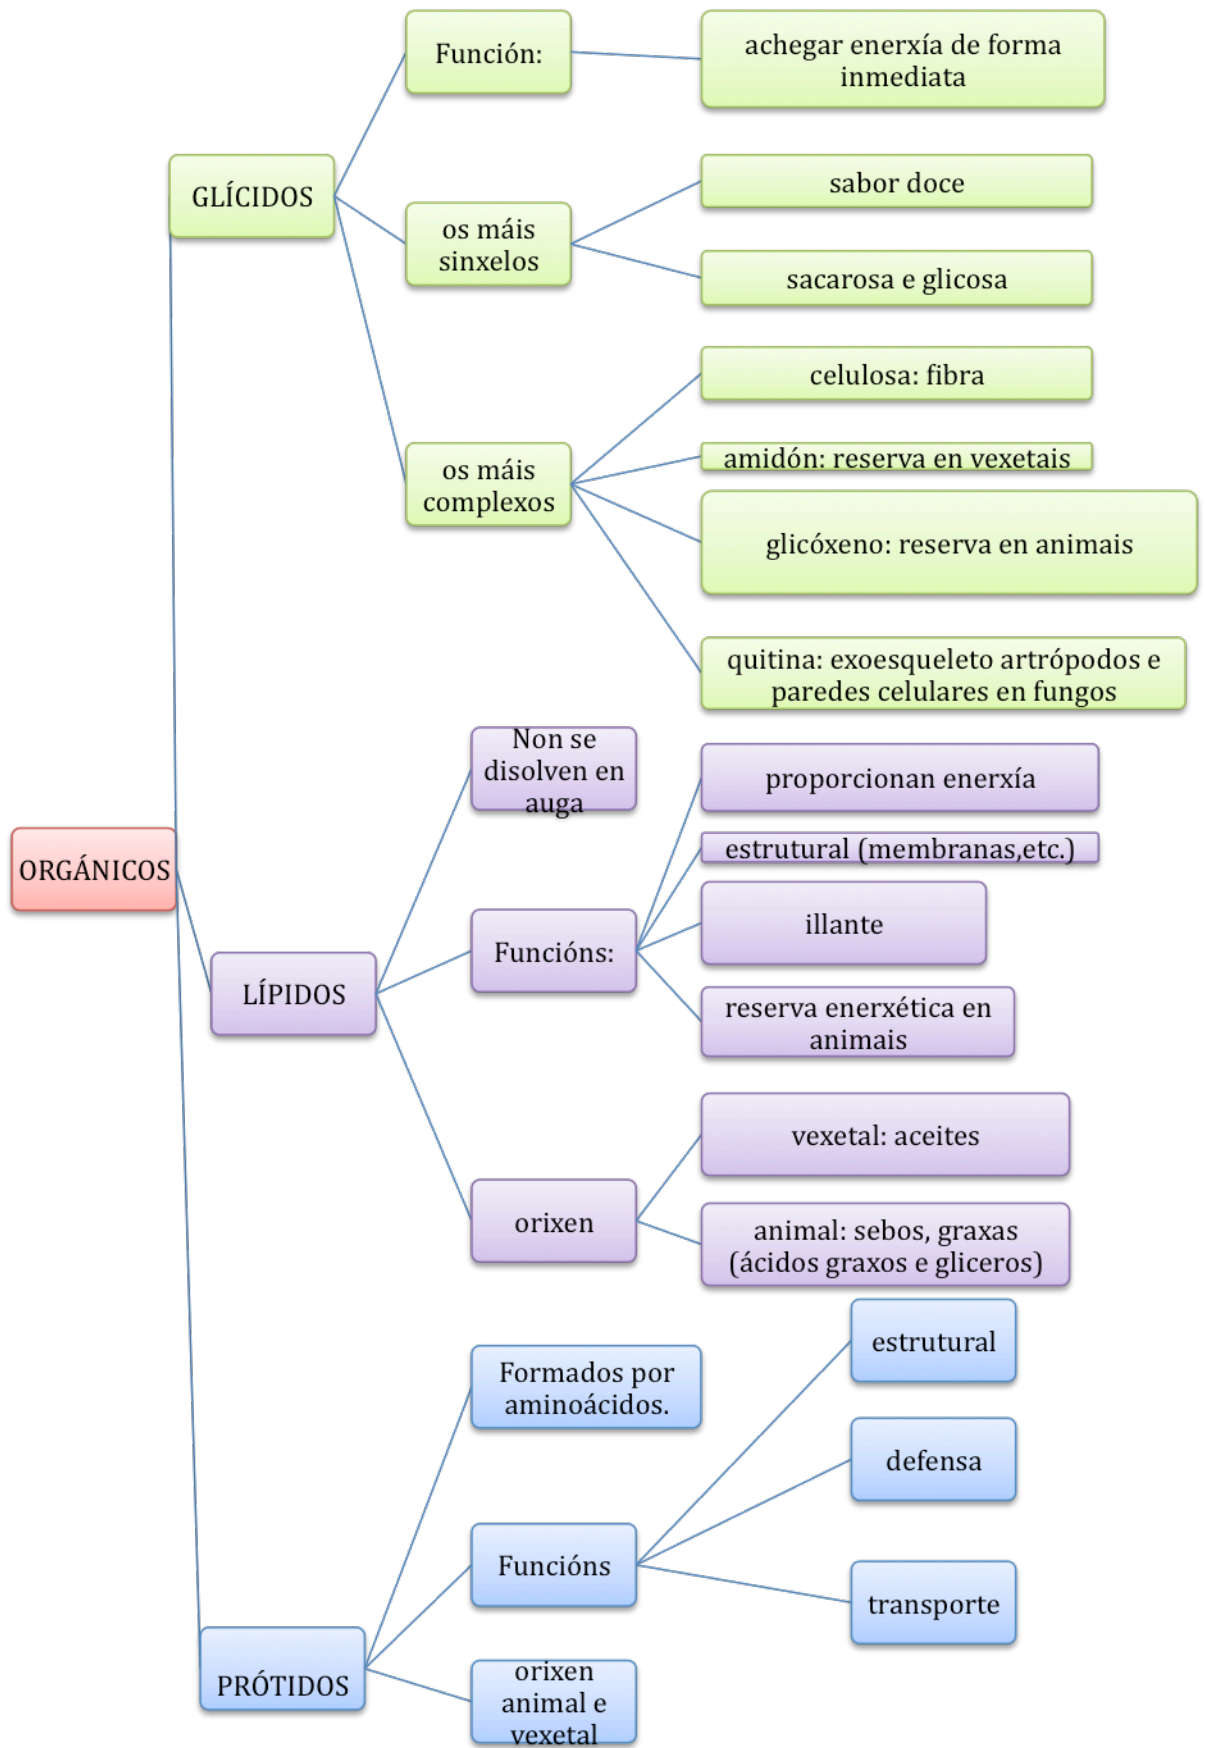 ORGÁNICOS
GLÍCIDOS
Función:
achegar enerxía de forma
inmediata
os máis
sinxelos
sabor doce
sacarosa e glicosa
os máis
complexos
celulosa: fibra
amidón: reserva en vexetais
glicóxeno: reserva en animais
quitina: exoesqueleto artrópodos e
paredes celulares en fungos
LÍPIDOS
Non se
disolven en
auga
Funcións:
proporcionan enerxía
estrutural (membranas,etc.)
illante
reserva enerxética en
animais
orixen
vexetal: aceites
animal: sebos, graxas
(ácidos graxos e gliceros)
PRÓTIDOS
Formados por
aminoácidos.
Funcións
estrutural
defensa
transporte
orixen
animal e
vexetal